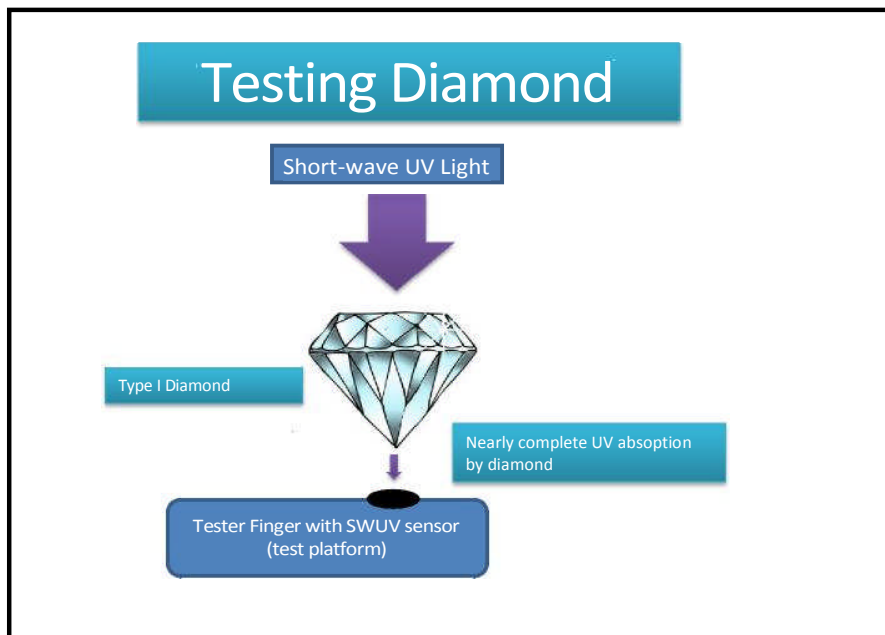 Testing Diamond
Short-wave UV Light
Type I Diamond
Nearly complete UV absoption
by diamond
Tester Finger with SWUV sensor
(test platform)